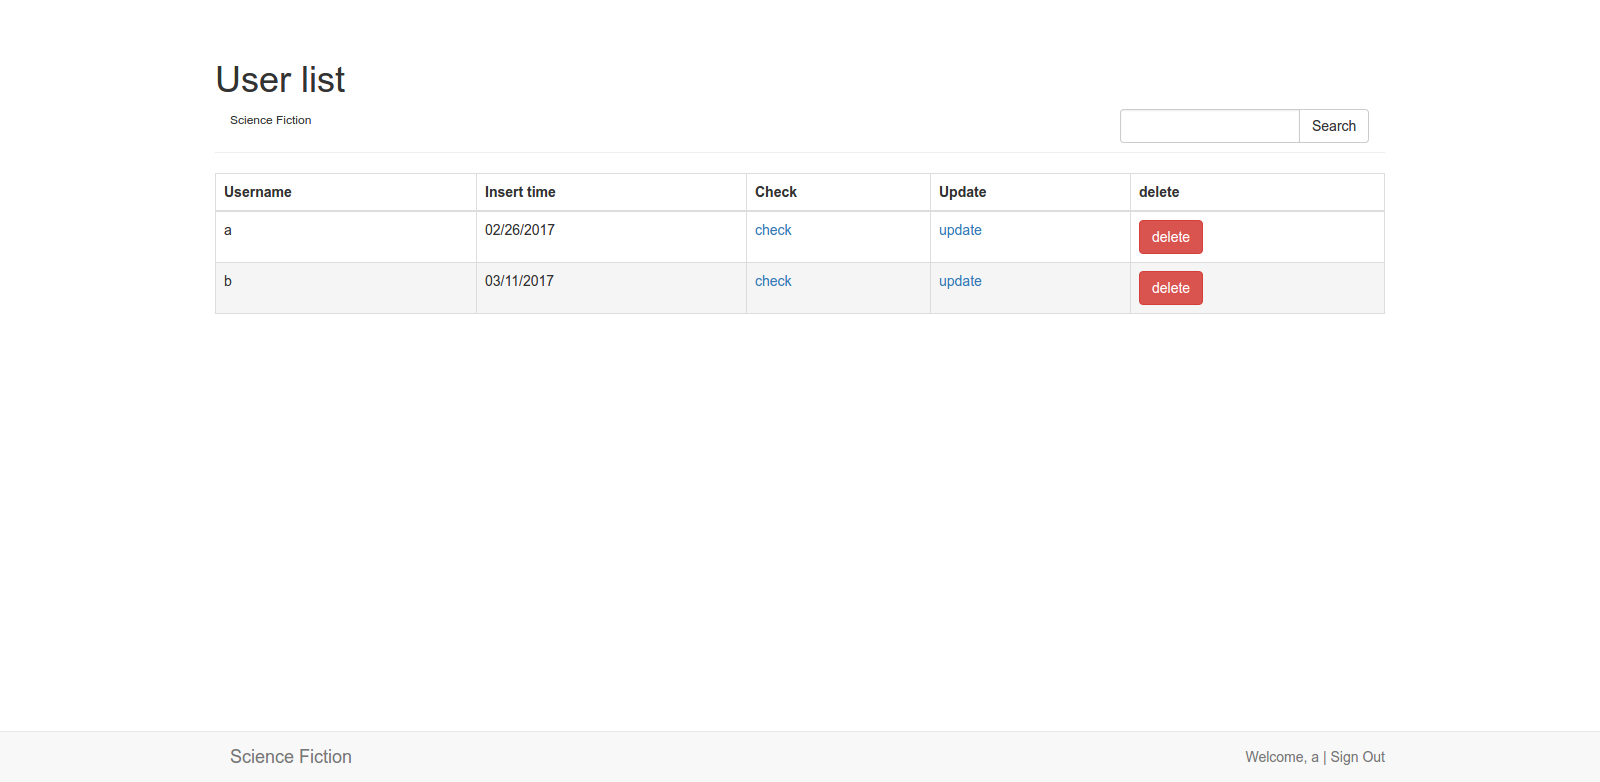 User list
Science Fiction
Search
Username Insert time Check Update delete
a 02/26/2017 check update delete
b 03/11/2017 check update delete
Science Fiction
Welcome, a | Sign Out